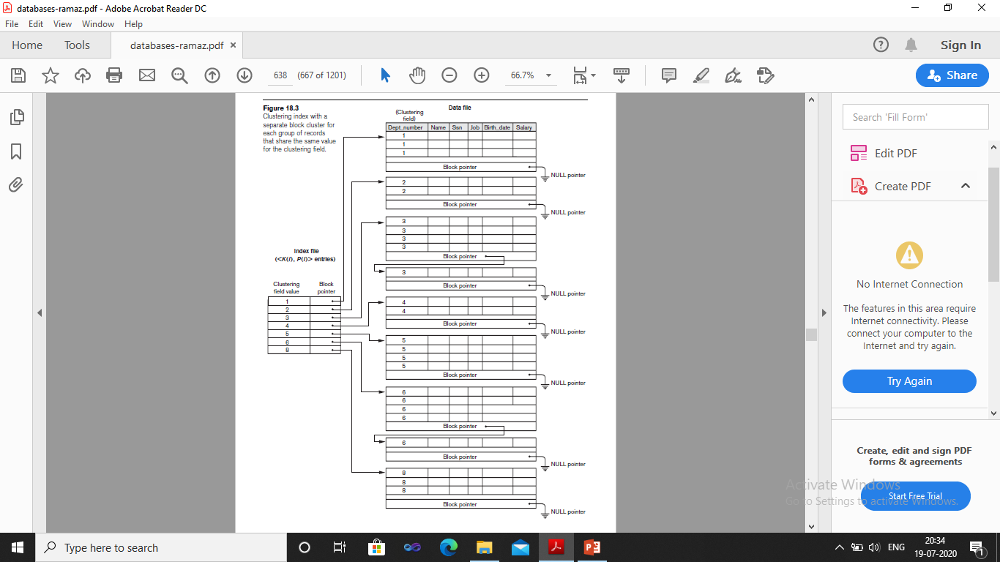 databases-ramaz.pdf - Adobe Acrobat Reader DC
File Edit View Window Help
Home Tools databases-ramaz.pdf × Sign In
638 (667 of 1201) 66.7% Share
Figure 18.3
Clustering index with a
separate block cluster for
each group of records
that share the same value
for the clustering field.
Data file
(Clustering
field)
Dept_number Name Ssn Job Birth_date Salary
1
1
1
Block pointer
NULL pointer
2
2
Block pointer
NULL pointer
3
3
3
3
Block pointer
3
Block pointer
NULL pointer
4
4
Block pointer
NULL pointer
5
5
5
5
Block pointer
NULL pointer
6
6
6
6
Block pointer
6
Block pointer
NULL pointer
8
8
8
Block pointer
NULL pointer
Index file
(<K(i), P(i)> entries)
Clustering Block
field value pointer
1
2
3
4
5
6
8
Search 'Fill Form'
Edit PDF
Create PDF
No Internet Connection
The features in this area require
Internet connectivity. Please
connect your computer to the
Internet and try again.
Try Again
Create, edit and sign PDF
forms & agreements
Start Free Trial
Activate Windows
Go to Settings to activate Windows.
Type here to search
ENG
20:34
19-07-2020
1